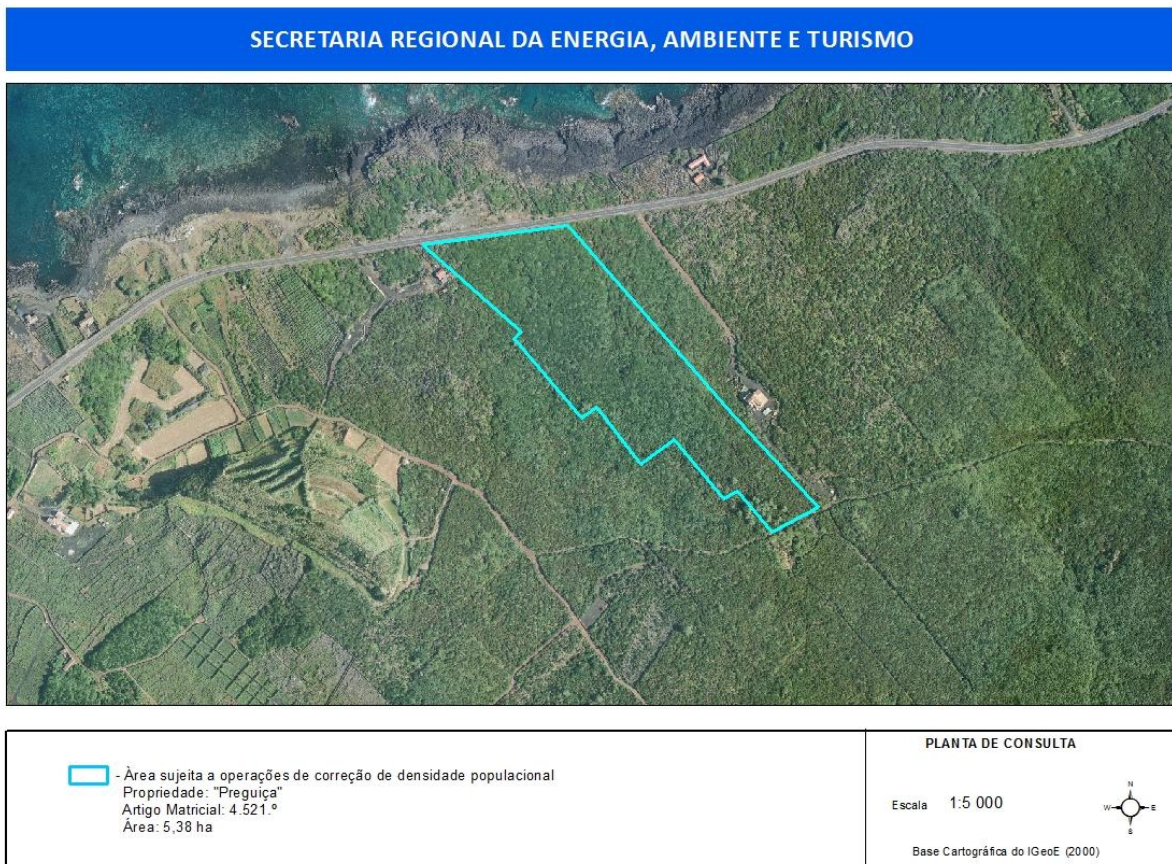 SECRETARIA REGIONAL DA ENERGIA, AMBIENTE E TURISMO
- Àrea sujeita a operações de correção de densidade populacional
Propriedade: "Preguiça"
Artigo Matricial: 4.521.º
Área: 5,38 ha
PLANTA DE CONSULTA
Escala 1:5 000
N
W E
S
Base Cartográfica do IGeoE (2000)